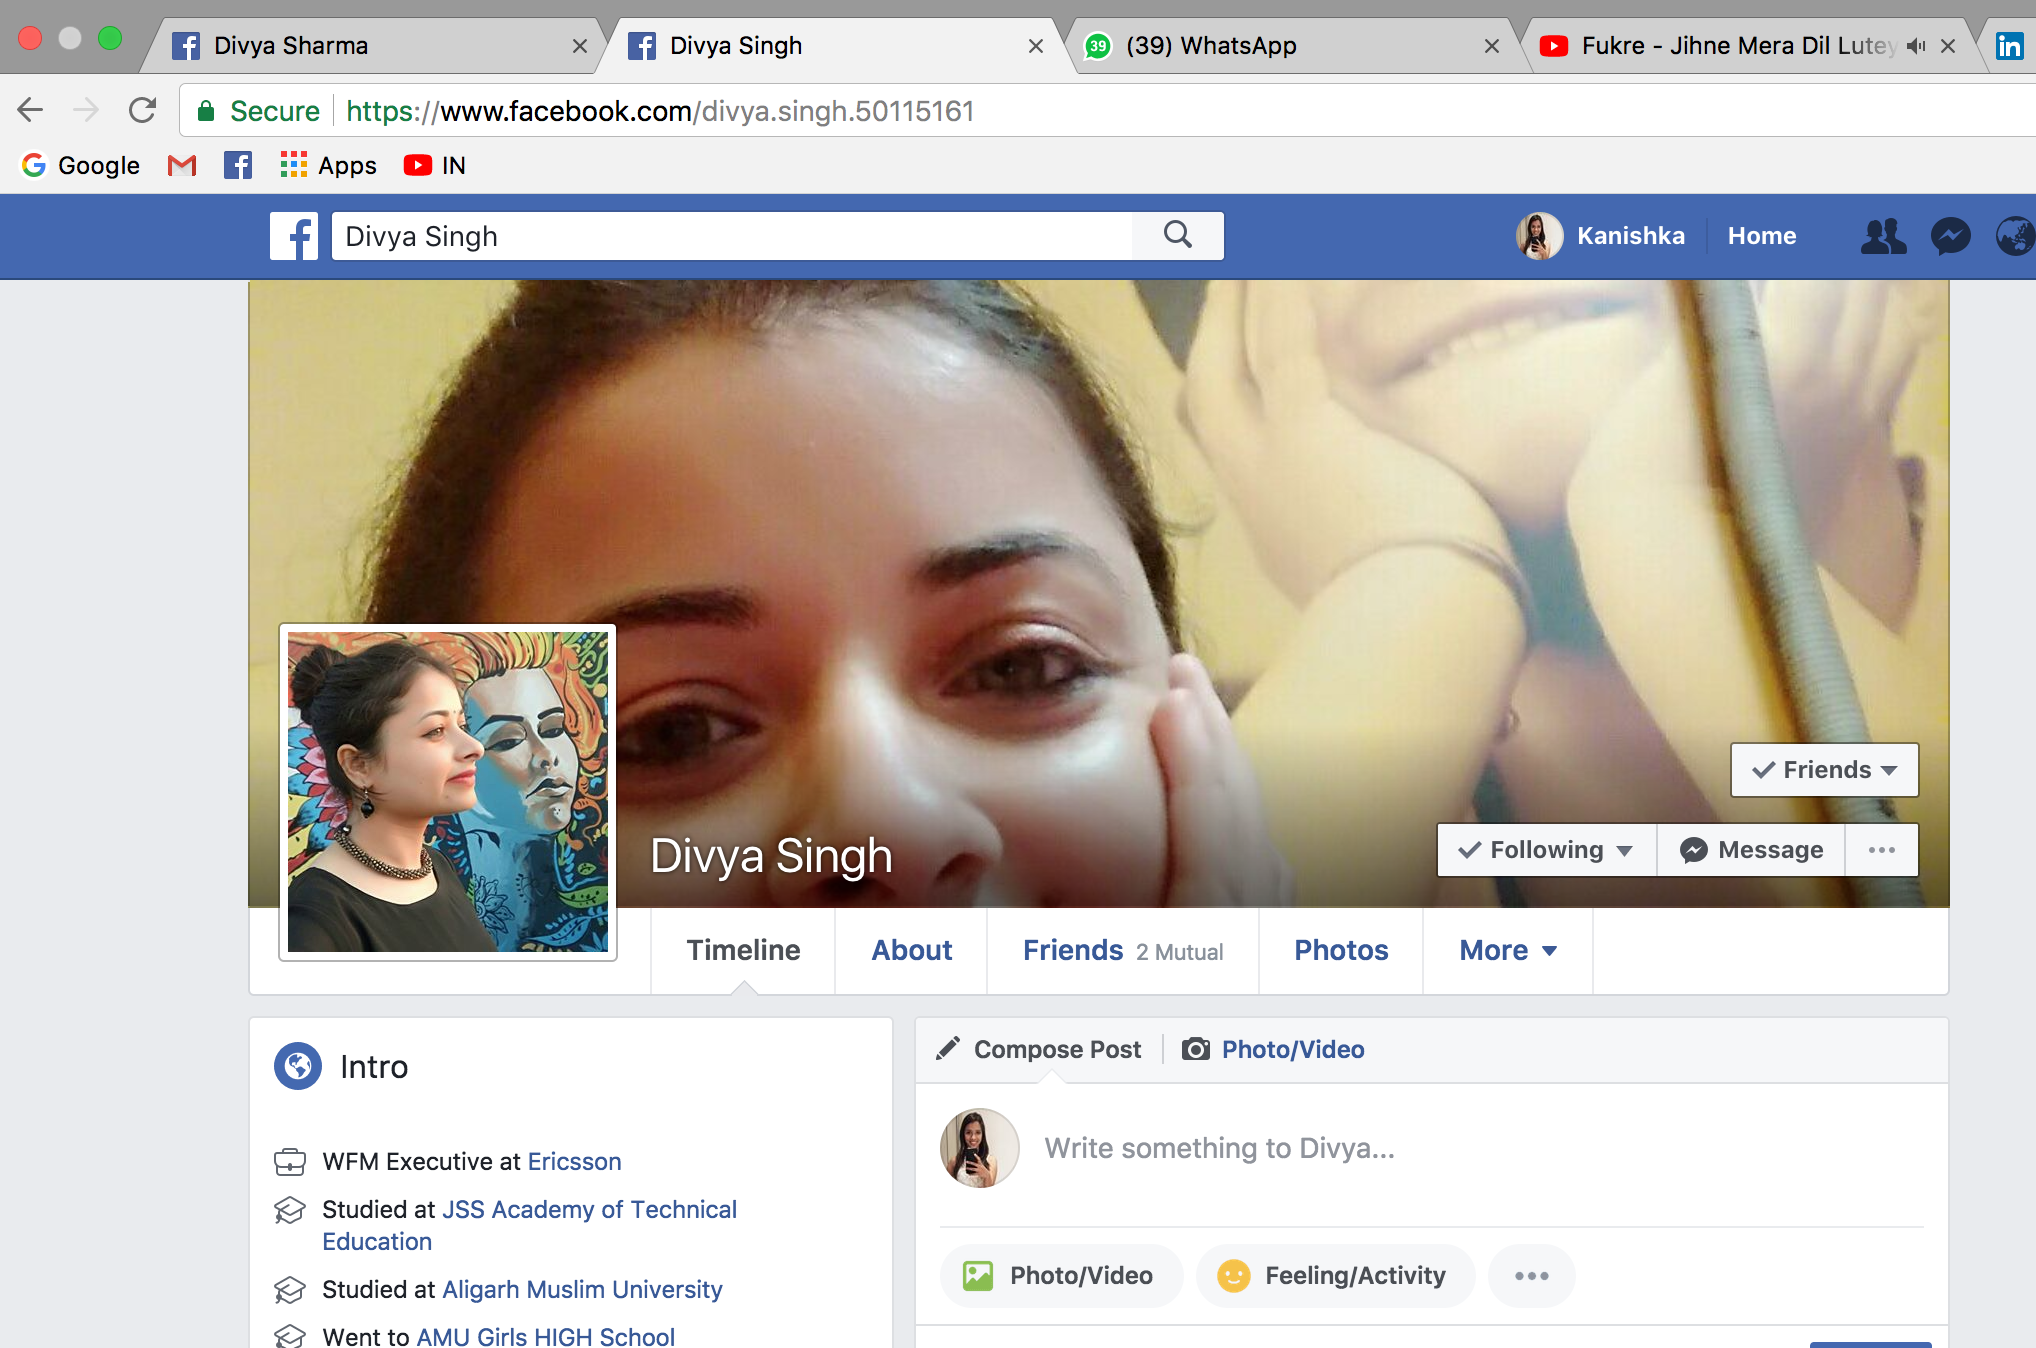 Divya Sharma
Divya Singh
39 (39) WhatsApp
Fukre - Jihne Mera Dil Lutey
in
Secure https://www.facebook.com/divya.singh.50115161
Google Apps IN
f Divya Singh Kanishka Home
Friends
Divya Singh Following Message
Timeline About Friends 2 Mutual Photos More
Intro
Compose Post Photo/Video
Write something to Divya...
WFM Executive at Ericsson
Studied at JSS Academy of Technical
Education
Studied at Aligarh Muslim University
Photo/Video Feeling/Activity
Went to AMU Girls HIGH School